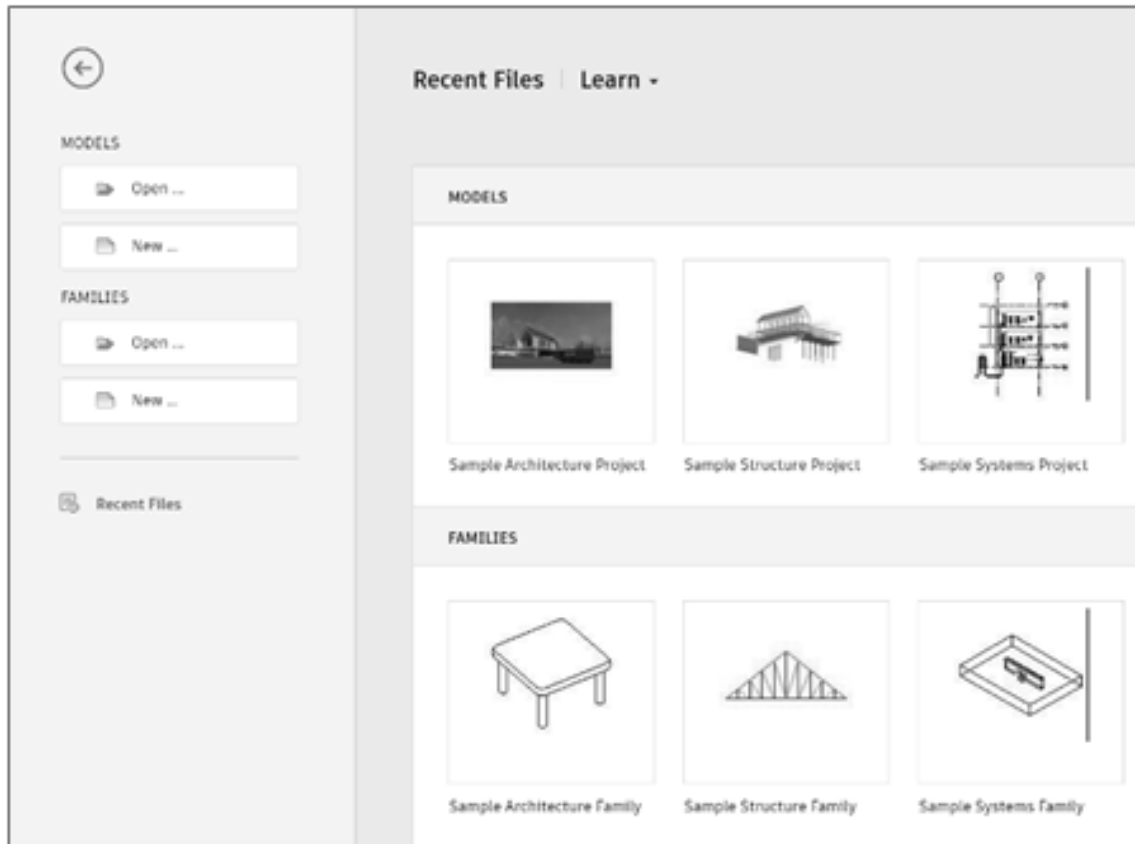 Recent Files | Learn
MODELS
Open ...
New ...
FAMILIES
Open ...
New ...
Recent Files
MODELS
Sample Architecture Project
Sample Structure Project
Sample Systems Project
FAMILIES
Sample Architecture Family
Sample Structure Family
Sample Systems Family